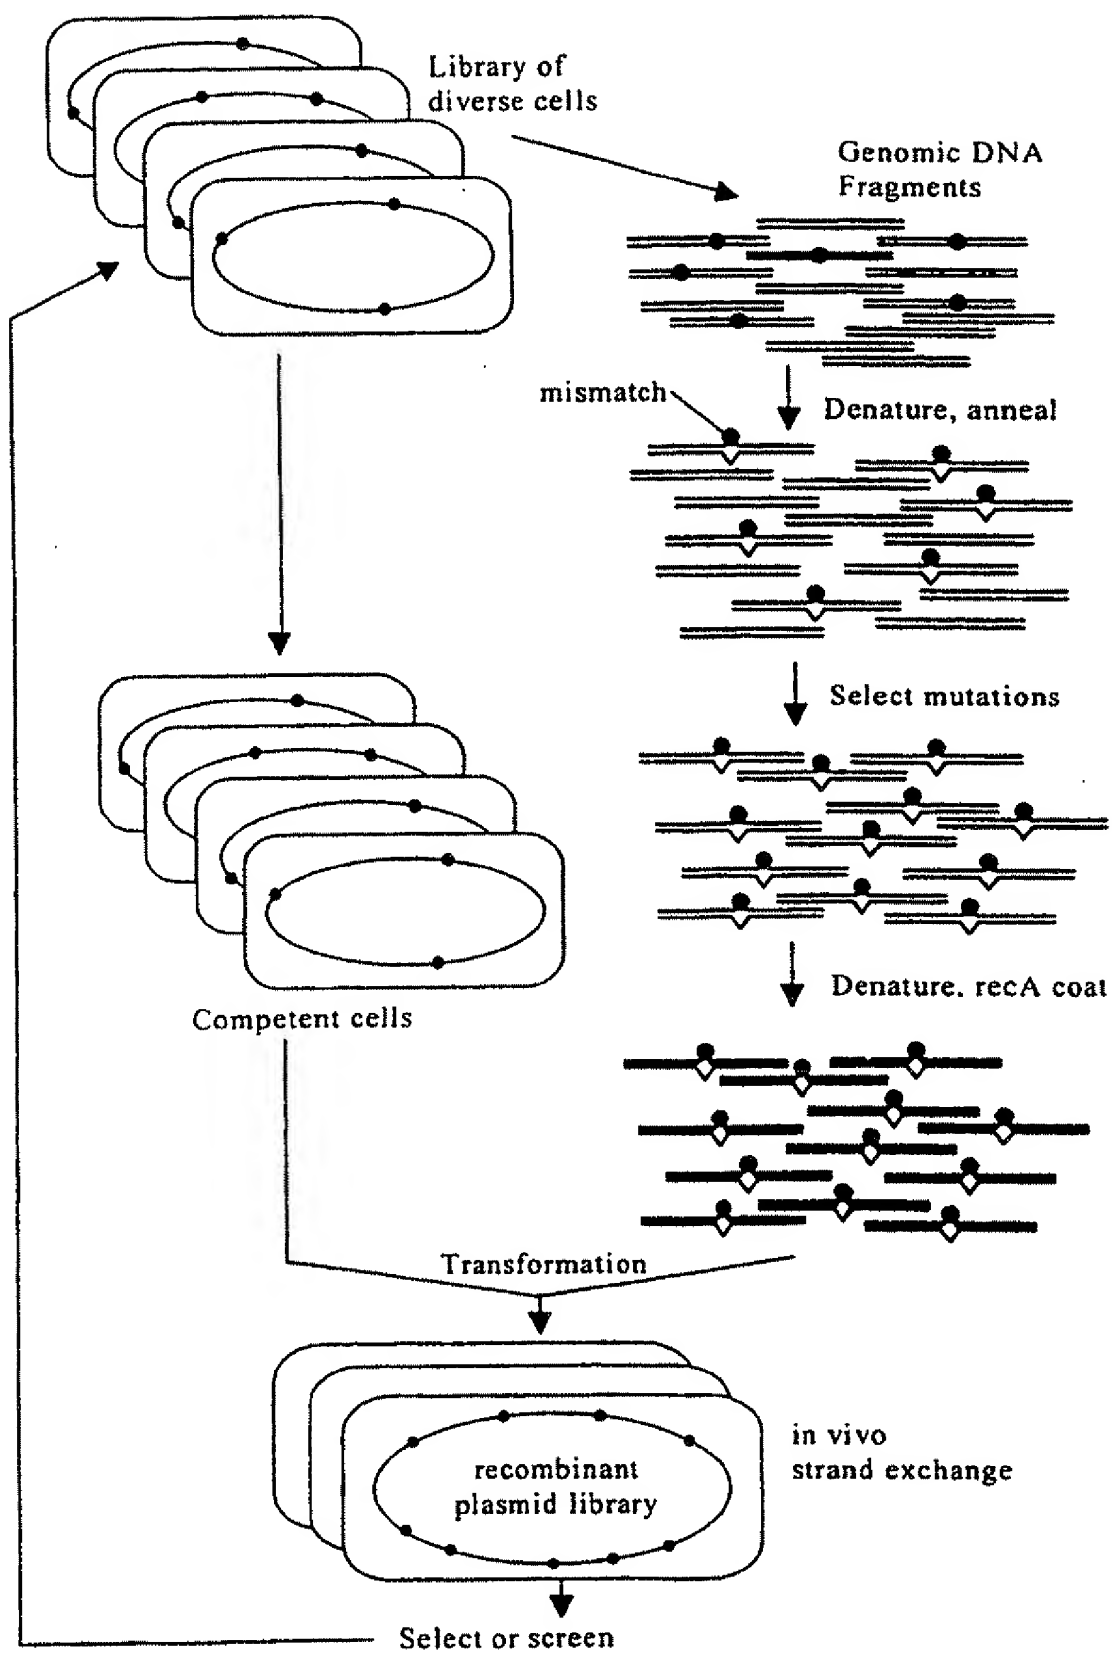 Library of
diverse cells
Genomic DNA
Fragments
mismatch
Denature, anneal
Select mutations
Denature. recA coat
Competent cells
Transformation
in vivo
strand exchange
recombinant
plasmid library
Select or screen